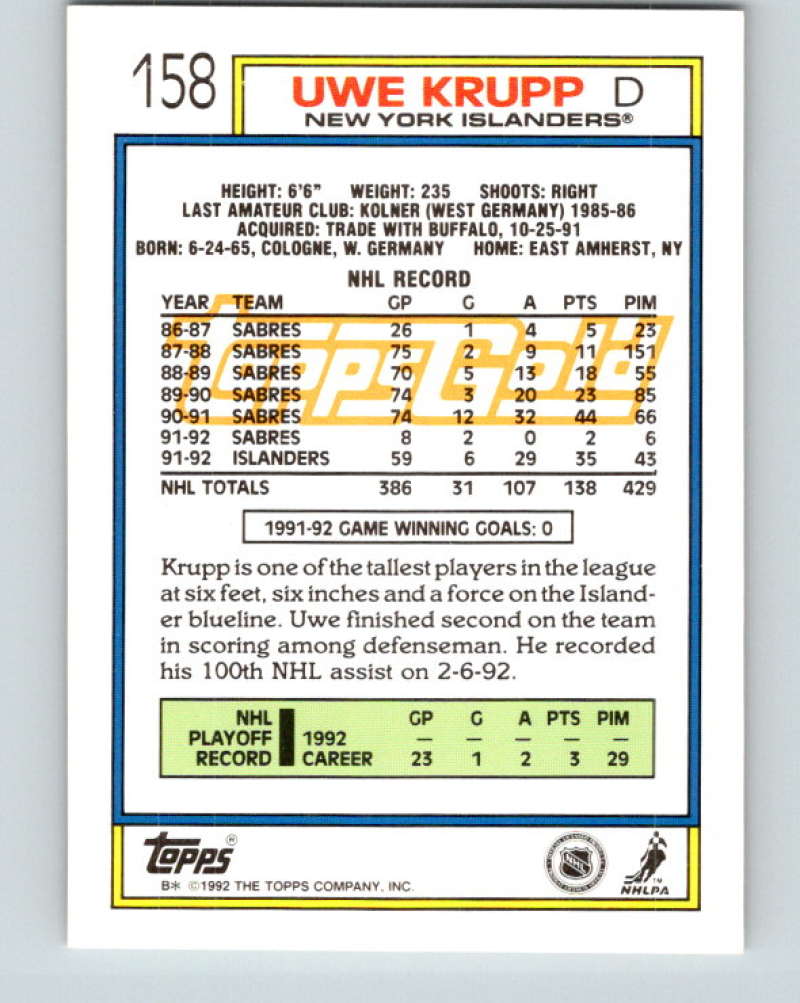 158
UWE KRUPP D
NEW YORK ISLANDERS®
HEIGHT: 6'6" WEIGHT: 235 SHOOTS: RIGHT
LAST AMATEUR CLUB: KOLNER (WEST GERMANY) 1985-86
ACQUIRED: TRADE WITH BUFFALO, 10-25-91
BORN: 6-24-65, COLOGNE, W. GERMANY HOME: EAST AMHERST, NY
NHL RECORD
YEAR TEAM GP G A PTS PIM
86-87 SABRES 26 1 4 5 23
87-88 SABRES 75 2 9 11 151
88-89 SABRES 70 5 13 18 55
89-90 SABRES 74 3 20 23 85
90-91 SABRES 74 12 32 44 66
91-92 SABRES 8 2 0 2 6
91-92 ISLANDERS 59 6 29 35 43
NHL TOTALS 386 31 107 138 429
toppsGold
1991-92 GAME WINNING GOALS: 0
Krupp is one of the tallest players in the league
at six feet, six inches and a force on the Island-
er blueline. Uwe finished second on the team
in scoring among defenseman. He recorded
his 100th NHL assist on 2-6-92.
NHL GP G A PTS PIM
PLAYOFF 1992 — — — — —
RECORD CAREER 23 1 2 3 29
topps®
B* ©1992 THE TOPPS COMPANY, INC.
NHL
TM
NHLPA